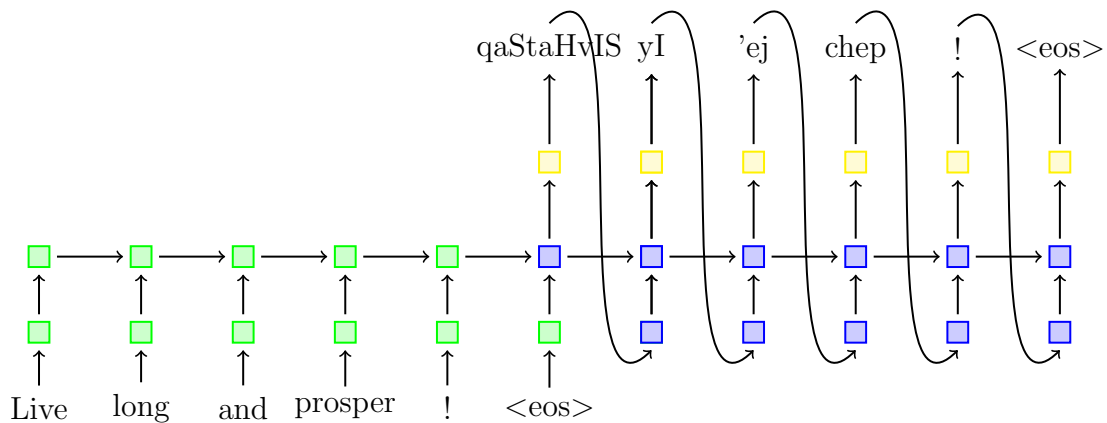 qaStaHvIS yI 'ej chep ! <eos>
Live long and prosper ! <eos>